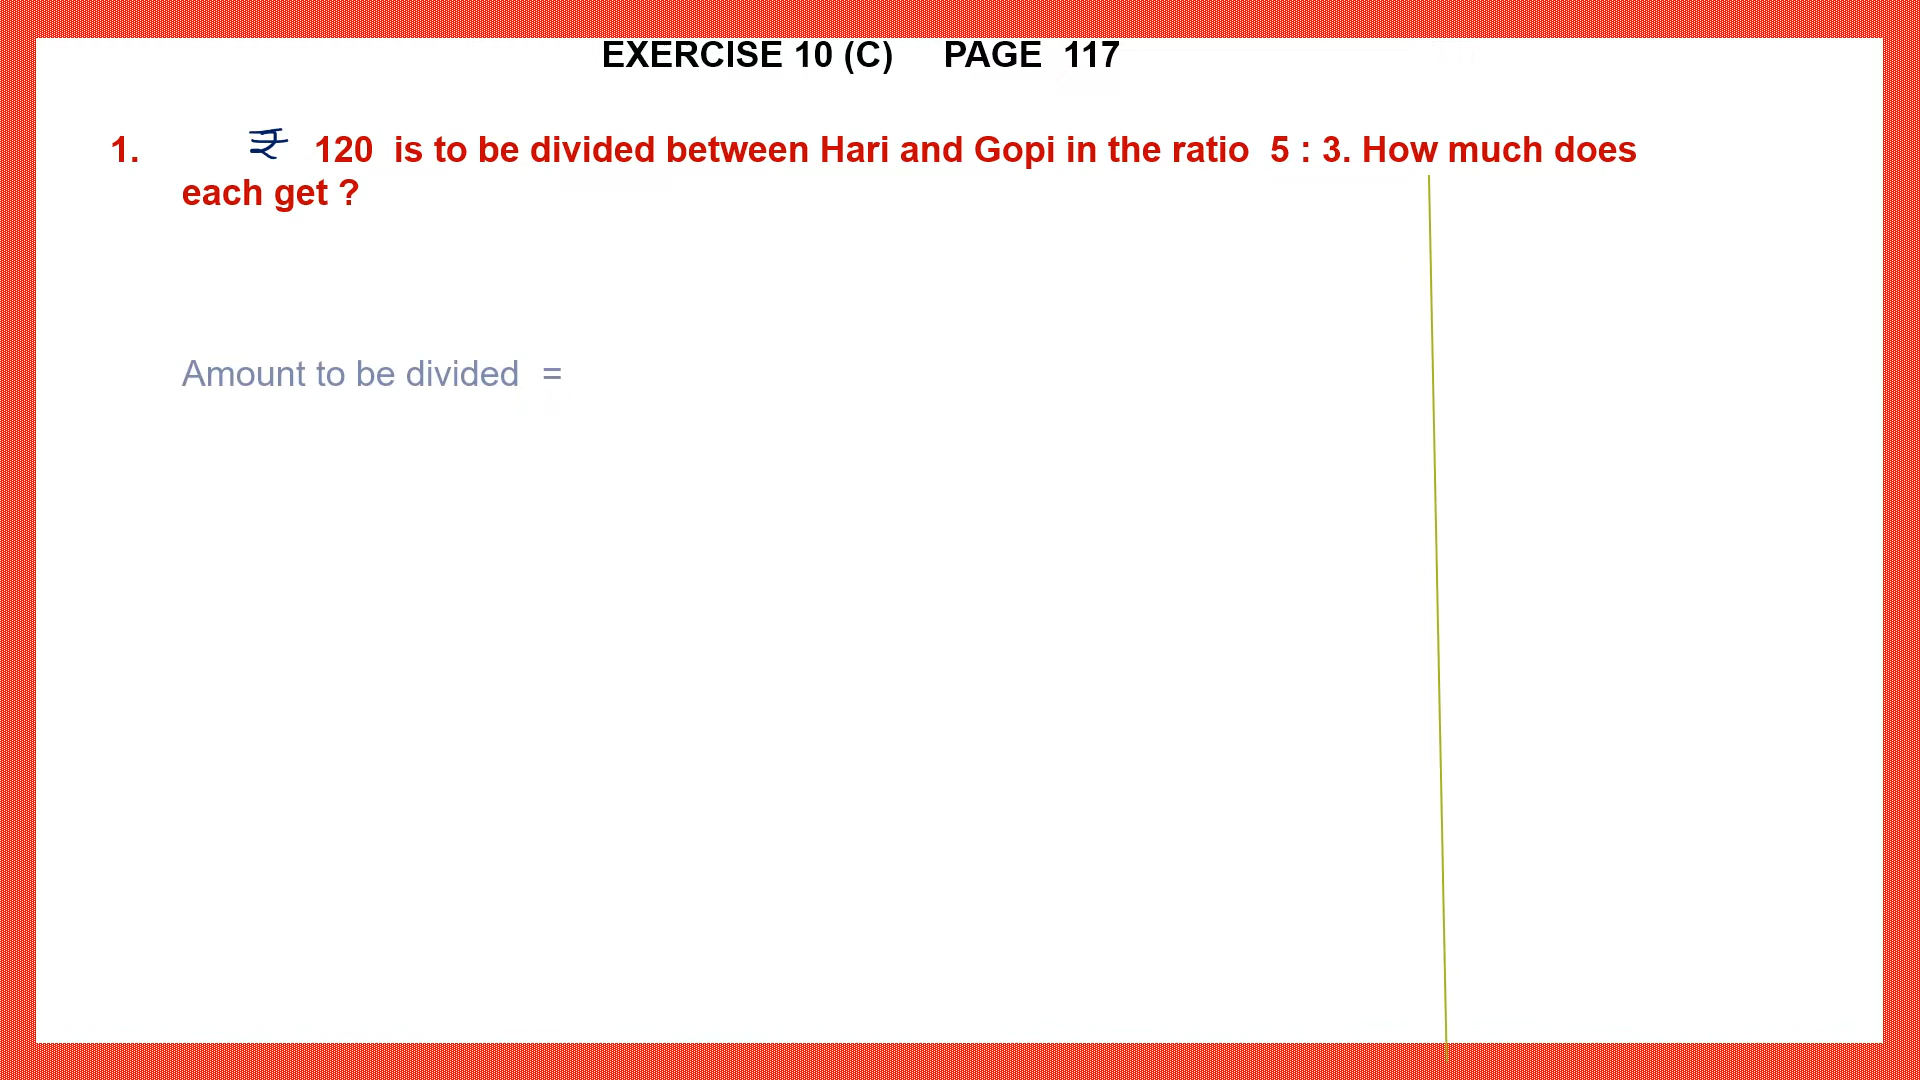 EXERCISE 10 (C) PAGE 117
1. ₹ 120 is to be divided between Hari and Gopi in the ratio 5 : 3. How much does
each get ?
Amount to be divided =